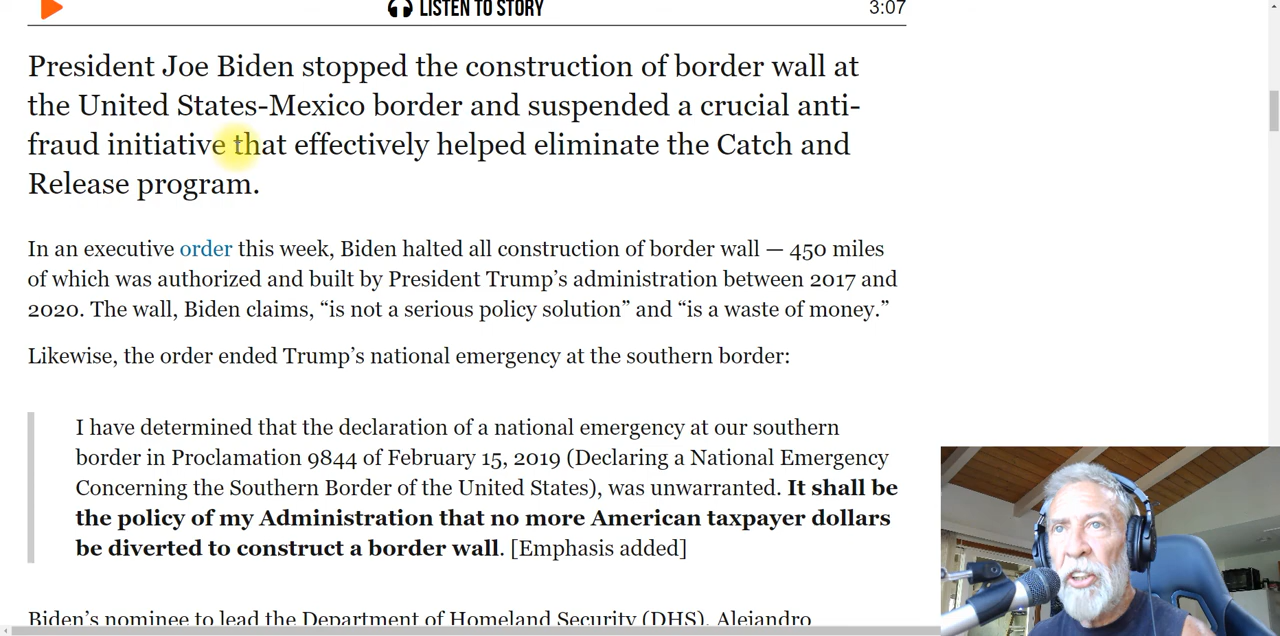 LISTEN TO STORY 3:07
President Joe Biden stopped the construction of border wall at
the United States-Mexico border and suspended a crucial anti-
fraud initiative that effectively helped eliminate the Catch and
Release program.
In an executive order this week, Biden halted all construction of border wall — 450 miles
of which was authorized and built by President Trump’s administration between 2017 and
2020. The wall, Biden claims, “is not a serious policy solution” and “is a waste of money.”
Likewise, the order ended Trump’s national emergency at the southern border:
I have determined that the declaration of a national emergency at our southern
border in Proclamation 9844 of February 15, 2019 (Declaring a National Emergency
Concerning the Southern Border of the United States), was unwarranted. It shall be
the policy of my Administration that no more American taxpayer dollars
be diverted to construct a border wall. [Emphasis added]
Biden’s nominee to lead the Department of Homeland Security (DHS), Alejandro